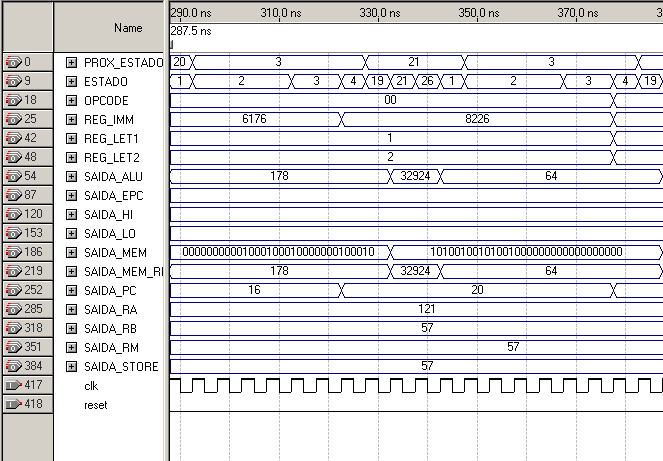 Name
290.0 ns 310,0 ns 330,0 ns 350,0 ns 370,0 ns 3
287.5 ns
0 PROX_ESTADO 20 3 21 3
9 ESTADO 1 2 3 4 19 21 26 1 2 3 4 19
18 OPCODE 00
25 REG_IMM 6176 8226
42 REG_LET1 1
48 REG_LET2 2
54 SAIDA_ALU 178 32924 64
87 SAIDA_EPC
120 SAIDA_HI
153 SAIDA_LO
186 SAIDA_MEM
219 SAIDA_MEM_RI 178 32924 64
252 SAIDA_PC 16 20
285 SAIDA_RA 121
318 SAIDA_RB 57
351 SAIDA_RM 57
384 SAIDA_STORE 57
417 clk
418 reset